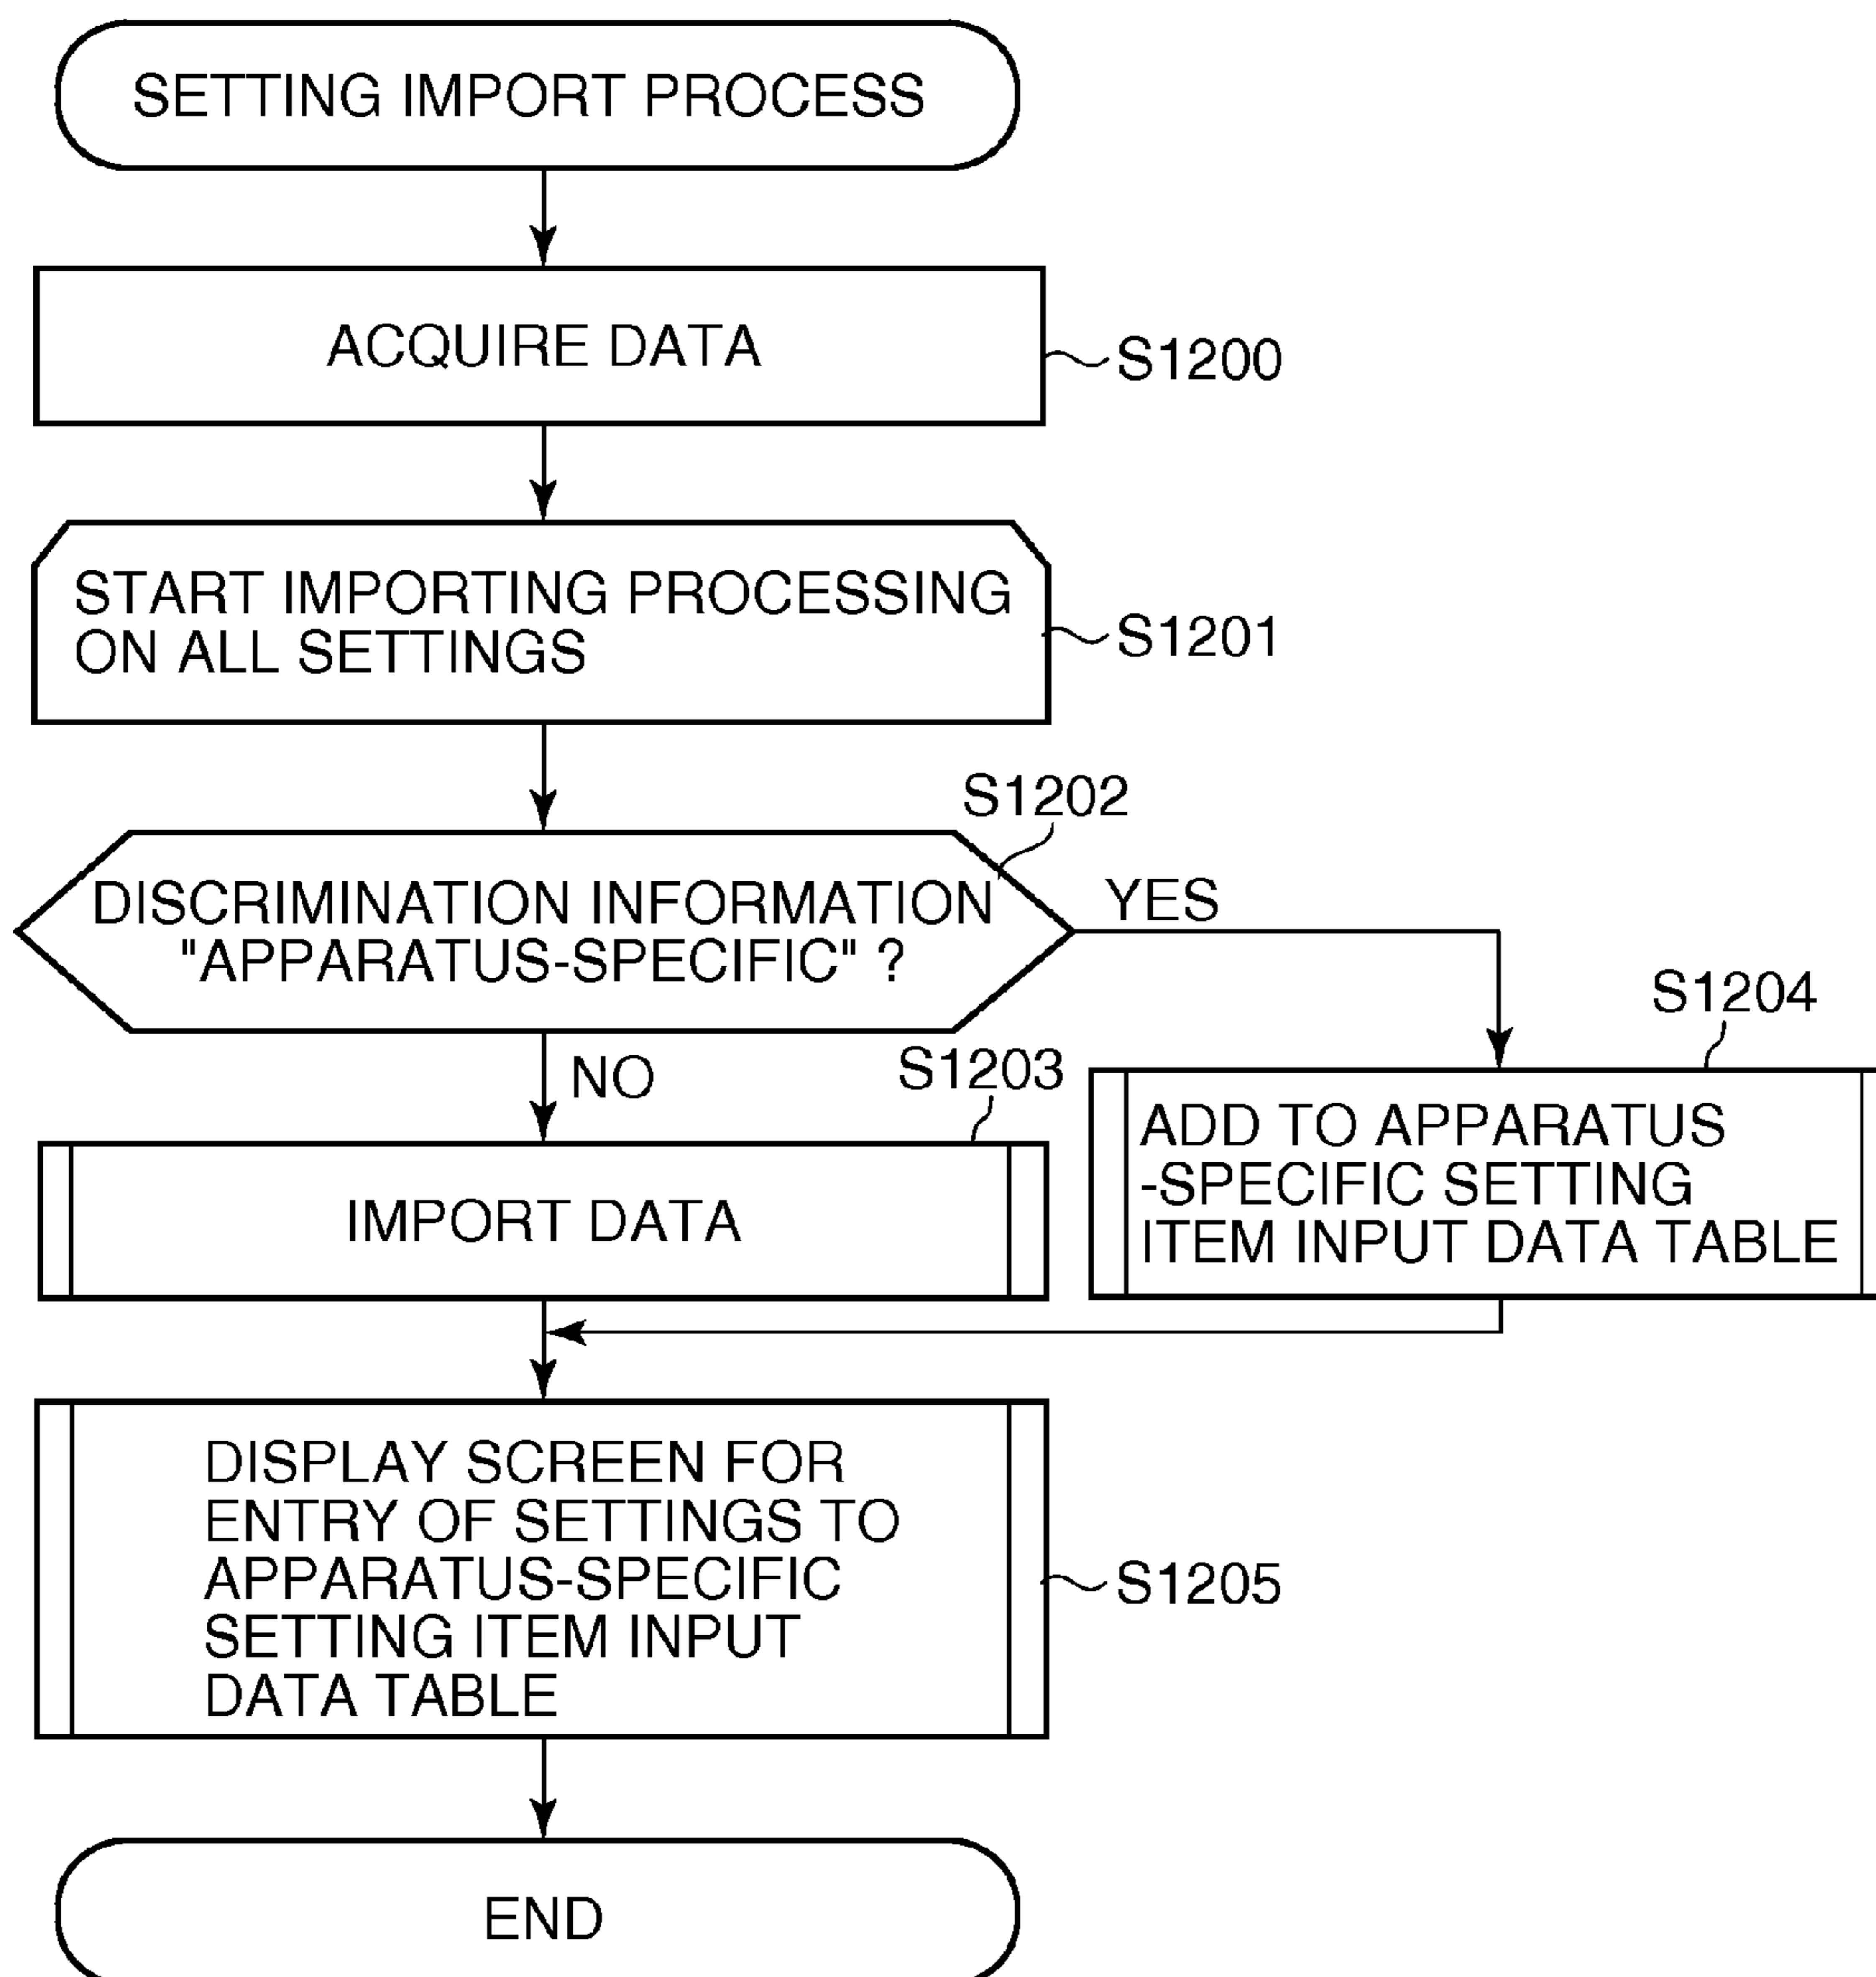 SETTING IMPORT PROCESS
ACQUIRE DATA
S1200
START IMPORTING PROCESSING
ON ALL SETTINGS
S1201
S1202
DISCRIMINATION INFORMATION
"APPARATUS-SPECIFIC" ?
YES
NO
S1203
IMPORT DATA
S1204
ADD TO APPARATUS
-SPECIFIC SETTING
ITEM INPUT DATA TABLE
DISPLAY SCREEN FOR
ENTRY OF SETTINGS TO
APPARATUS-SPECIFIC
SETTING ITEM INPUT
DATA TABLE
S1205
END